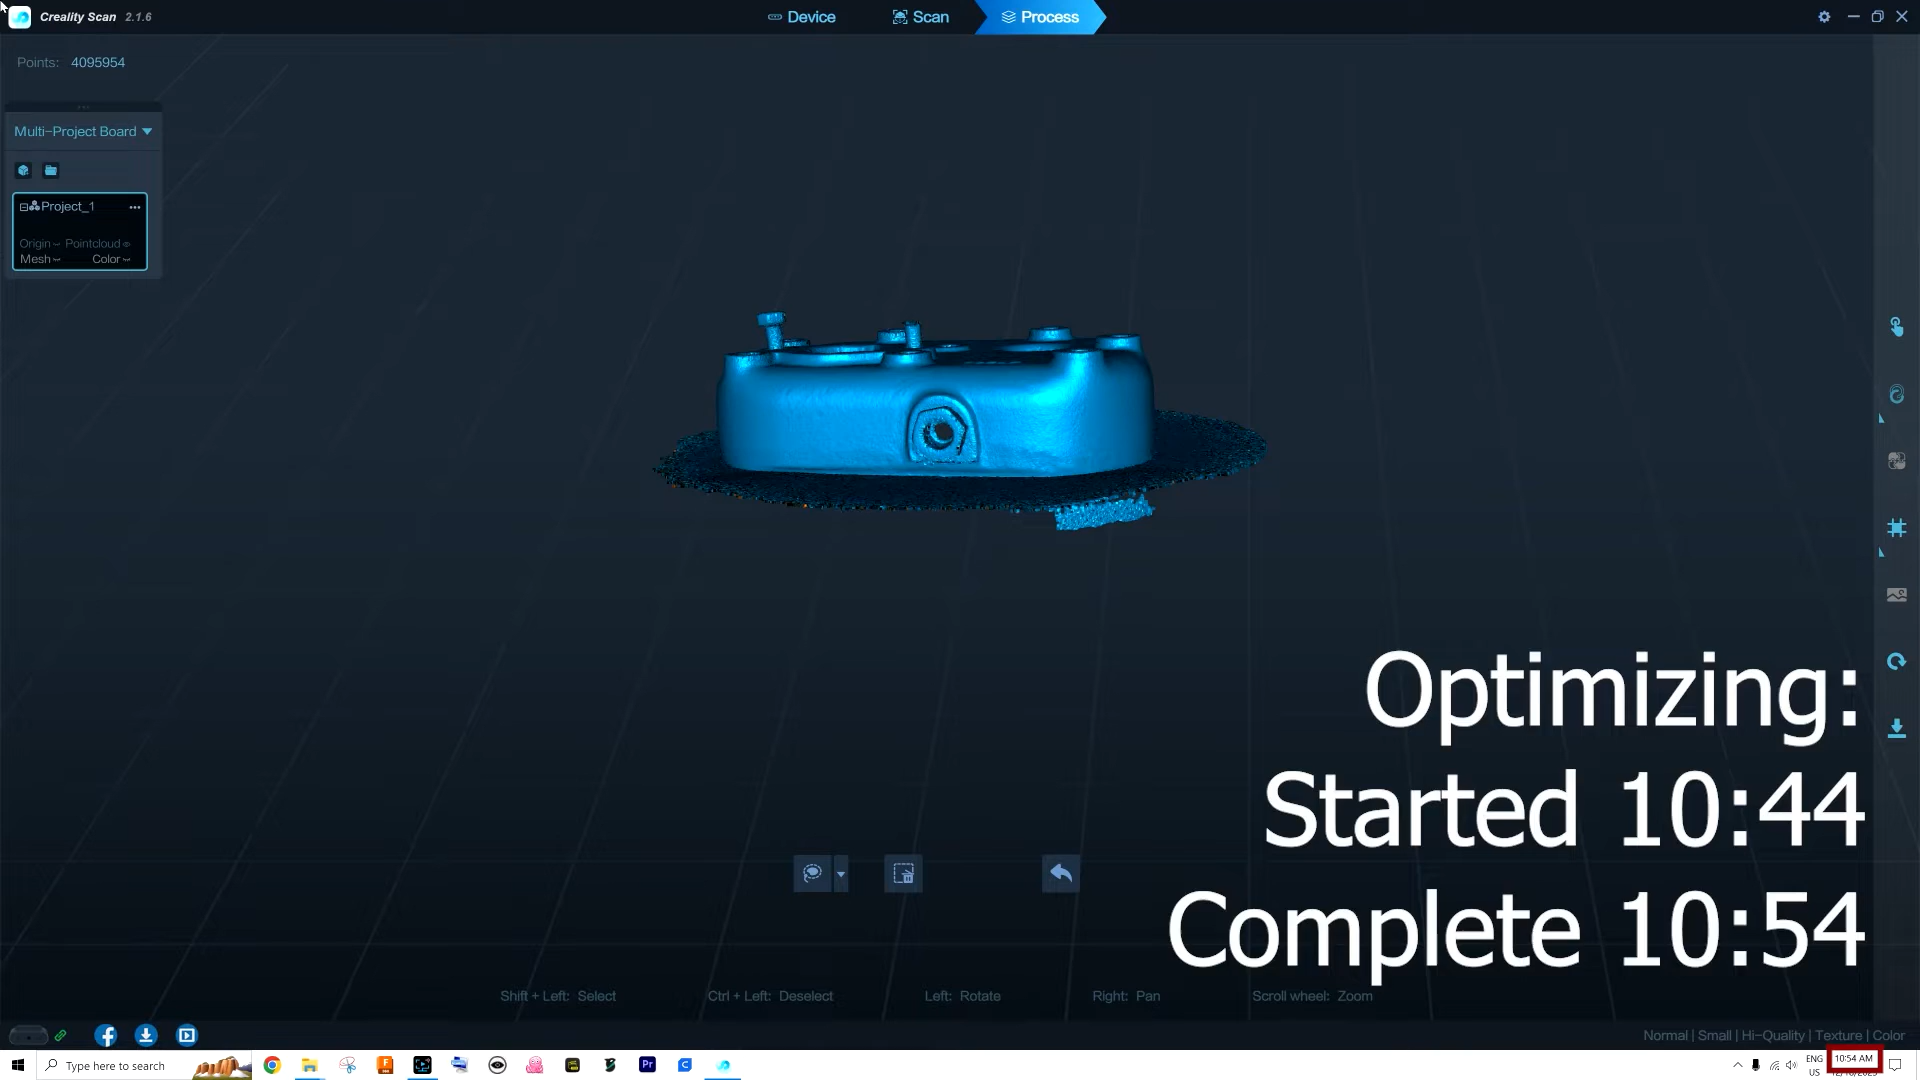 Creality Scan 2.1.6
Device
Scan
Process
Points: 4095954
Multi-Project Board
Project_1
Origin Pointcloud
Mesh Color
Optimizing:
Started 10:44
Complete 10:54
Shift + Left: Select
Ctrl + Left: Deselect
Left: Rotate
Right: Pan
Scroll wheel: Zoom
Normal | Small | Hi-Quality | Texture | Color
Type here to search
ENG
US
10:54 AM